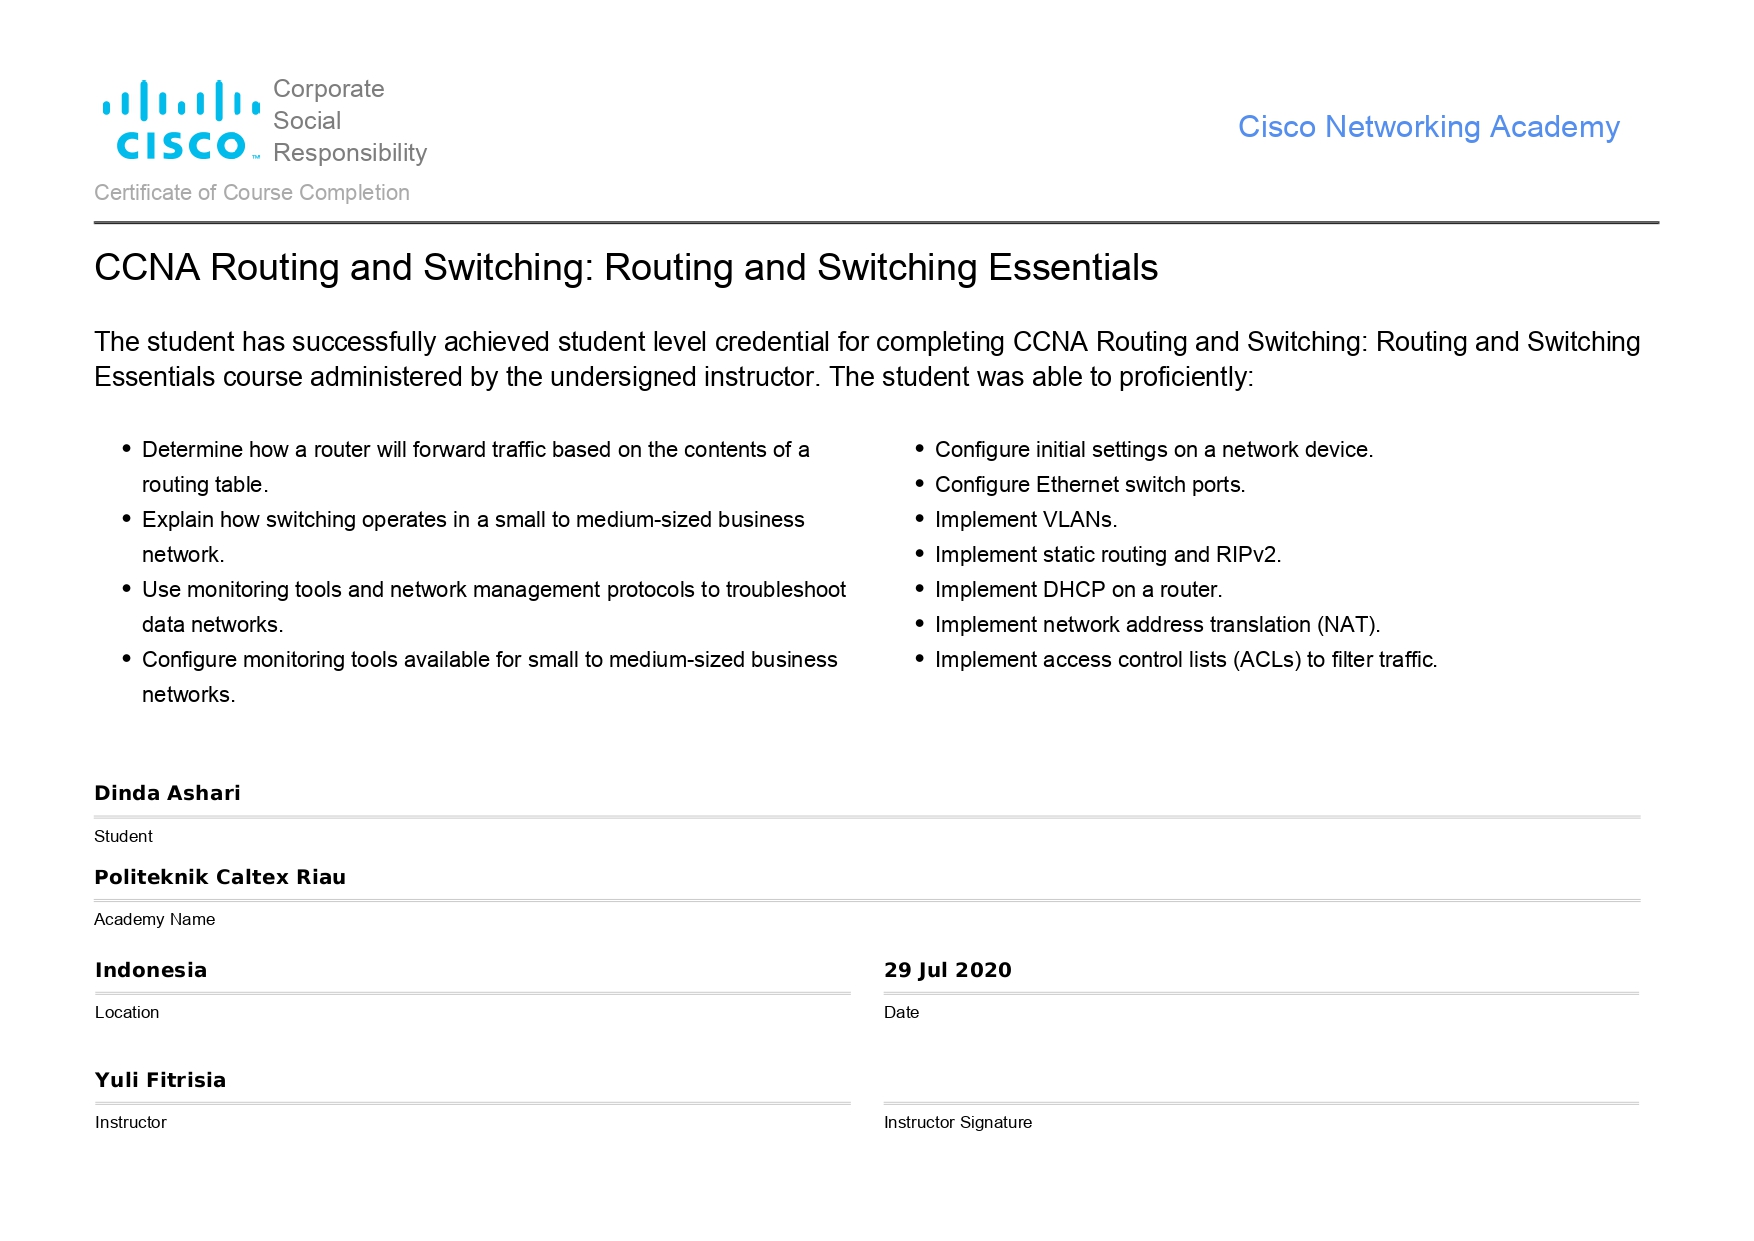 Corporate
Social
Responsibility
CISCO ™
Cisco Networking Academy
Certificate of Course Completion
CCNA Routing and Switching: Routing and Switching Essentials
The student has successfully achieved student level credential for completing CCNA Routing and Switching: Routing and Switching
Essentials course administered by the undersigned instructor. The student was able to proficiently:
• Determine how a router will forward traffic based on the contents of a
routing table.
• Explain how switching operates in a small to medium-sized business
network.
• Use monitoring tools and network management protocols to troubleshoot
data networks.
• Configure monitoring tools available for small to medium-sized business
networks.
• Configure initial settings on a network device.
• Configure Ethernet switch ports.
• Implement VLANs.
• Implement static routing and RIPv2.
• Implement DHCP on a router.
• Implement network address translation (NAT).
• Implement access control lists (ACLs) to filter traffic.
Dinda Ashari
Student
Politeknik Caltex Riau
Academy Name
Indonesia
Location
29 Jul 2020
Date
Yuli Fitrisia
Instructor
Instructor Signature